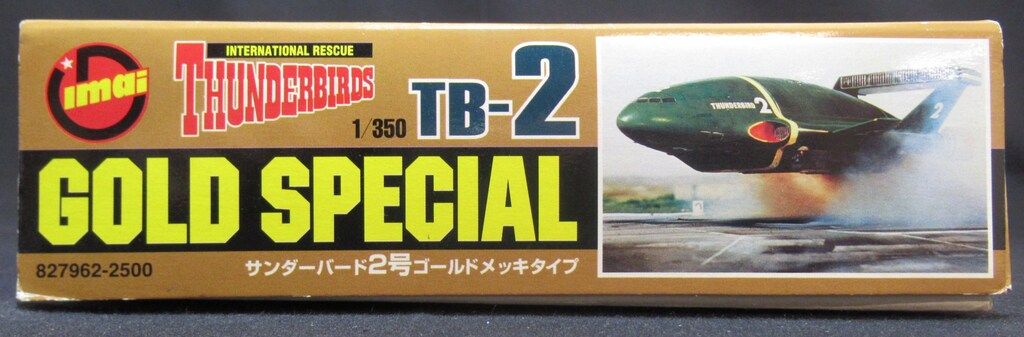 imai
INTERNATIONAL RESCUE
THUNDERBIRDS
1/350
TB-2
GOLD SPECIAL
827962-2500
サンダーバード2号ゴールドメッキタイプ
THUNDERBIRD 2
2